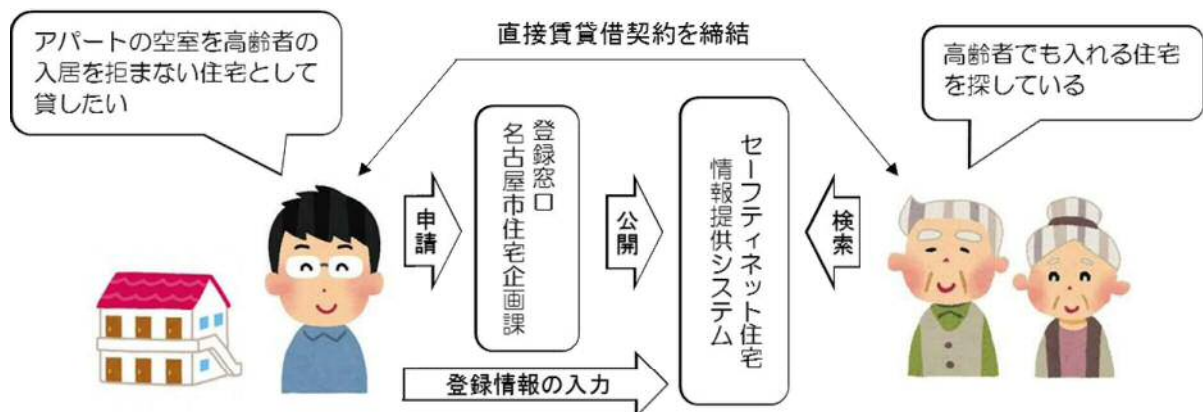 アパートの空室を高齢者の
入居を拒まない住宅として
貸したい
直接賃貸借契約を締結
高齢者でも入れる住宅
を探している
申請
登録窓口
名古屋市住宅企画課
公開
セーフティネット住宅
情報提供システム
検索
登録情報の入力